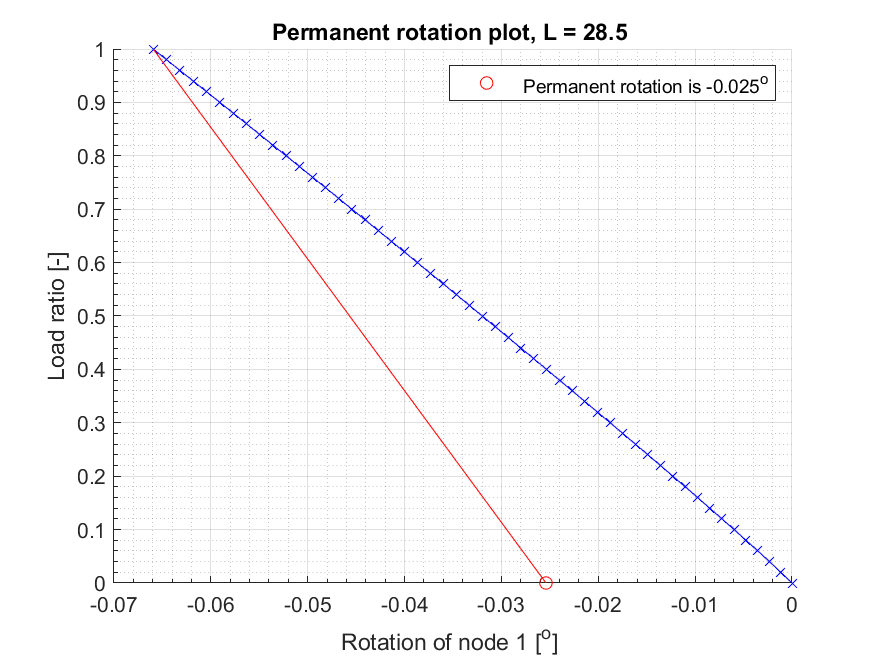 Permanent rotation plot, L = 28.5
Permanent rotation is -0.025º
1
0.9
0.8
0.7
0.6
0.5
0.4
0.3
0.2
0.1
0
Load ratio [-]
-0.07 -0.06 -0.05 -0.04 -0.03 -0.02 -0.01 0
Rotation of node 1 [º]